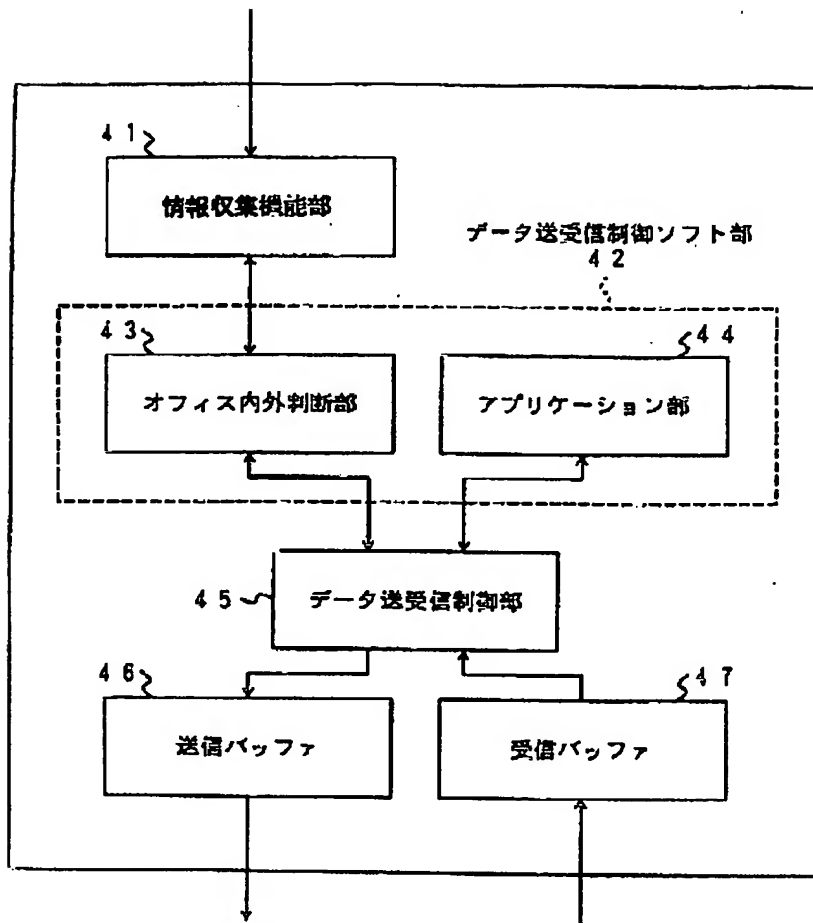 ４１
情報収集機能部
データ送受信制御ソフト部
４２
４３
４４
オフィス内外判断部
アプリケーション部
４５
データ送受信制御部
４６
４７
送信バッファ
受信バッファ